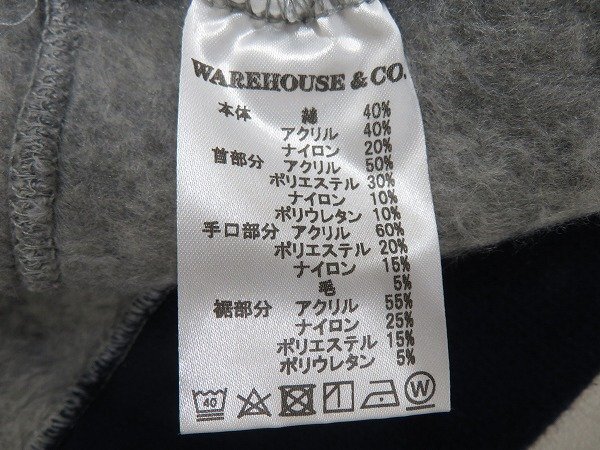 WAREHOUSE & CO.
本体 綿 40%
アクリル 40%
ナイロン 20%
首部分 アクリル 50%
ポリエステル 30%
ナイロン 10%
ポリウレタン 10%
手口部分 アクリル 60%
ポリエステル 20%
ナイロン 15%
毛 5%
裾部分 アクリル 55%
ナイロン 25%
ポリエステル 15%
ポリウレタン 5%
40 W